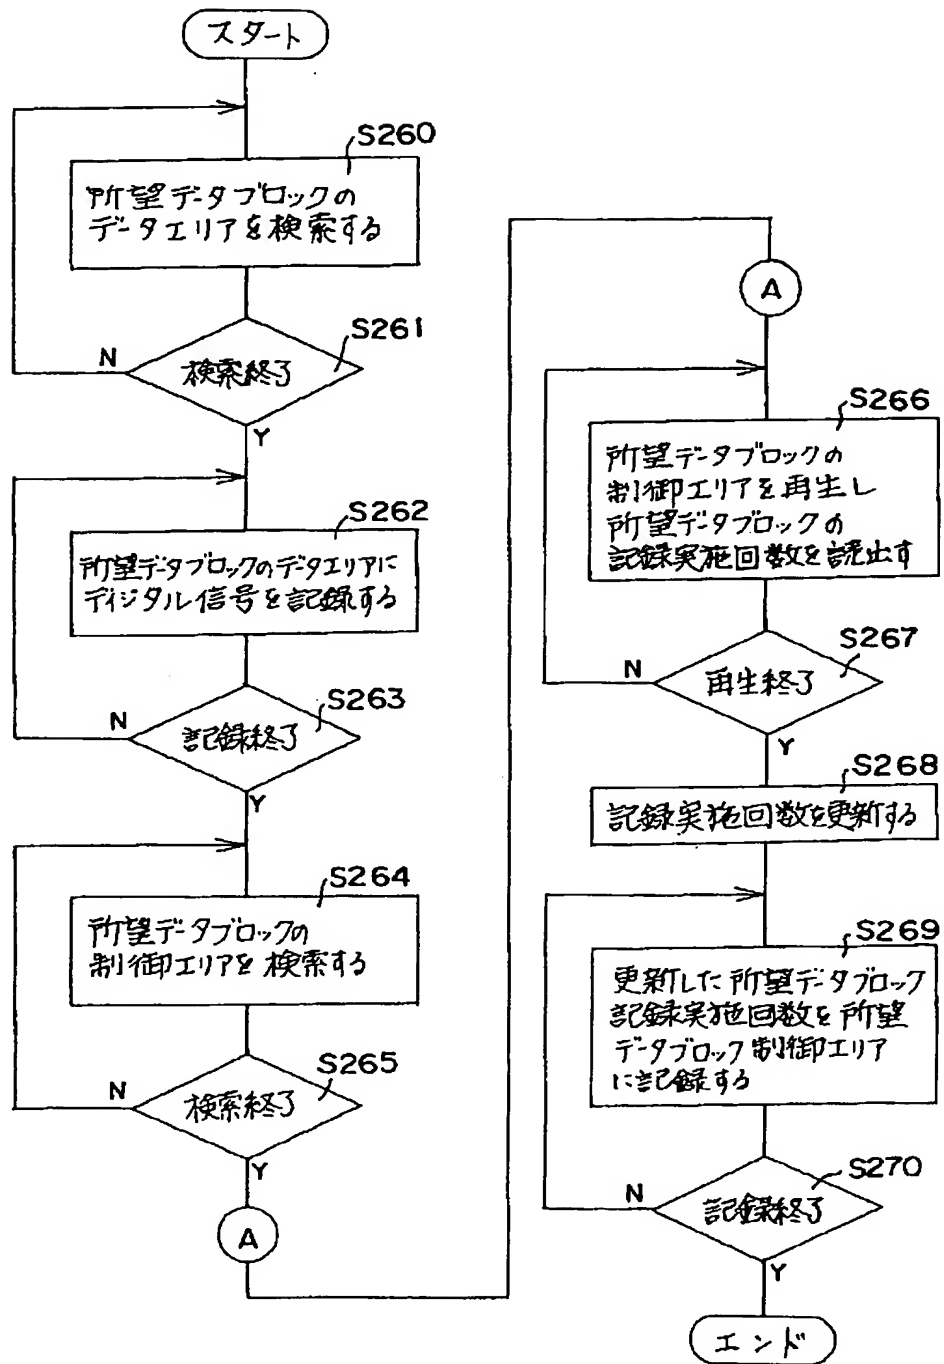 スタート
S260
所望データブロックの
データエリアを検索する
S261
検索終了
N
Y
S262
所望データブロックのデータエリアに
ディジタル信号を記録する
S263
記録終了
N
Y
S264
所望データブロックの
制御エリアを検索する
S265
検索終了
N
Y
A
A
S266
所望データブロックの
制御エリアを再生し
所望データブロックの
記録実施回数を読出す
S267
再生終了
N
Y
S268
記録実施回数を更新する
S269
更新した所望データブロック
記録実施回数を所望
データブロック制御エリア
に記録する
S270
記録終了
N
Y
エンド